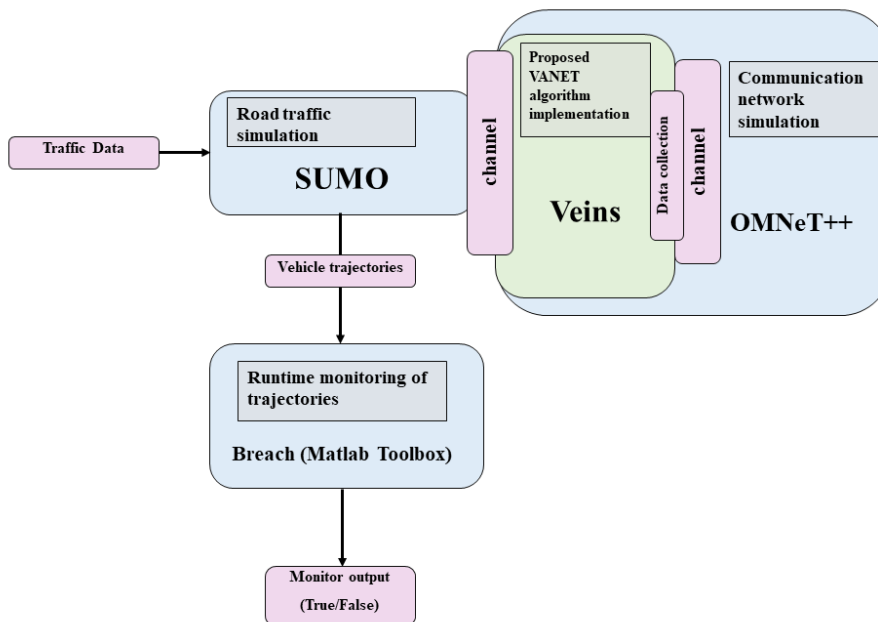 Proposed
VANET
algorithm
implementation
Communication
network
simulation
Road traffic
simulation
Traffic Data
SUMO
channel
Veins
Data collection
channel
OMNeT++
Vehicle trajectories
Runtime monitoring of
trajectories
Breach (Matlab Toolbox)
Monitor output
(True/False)